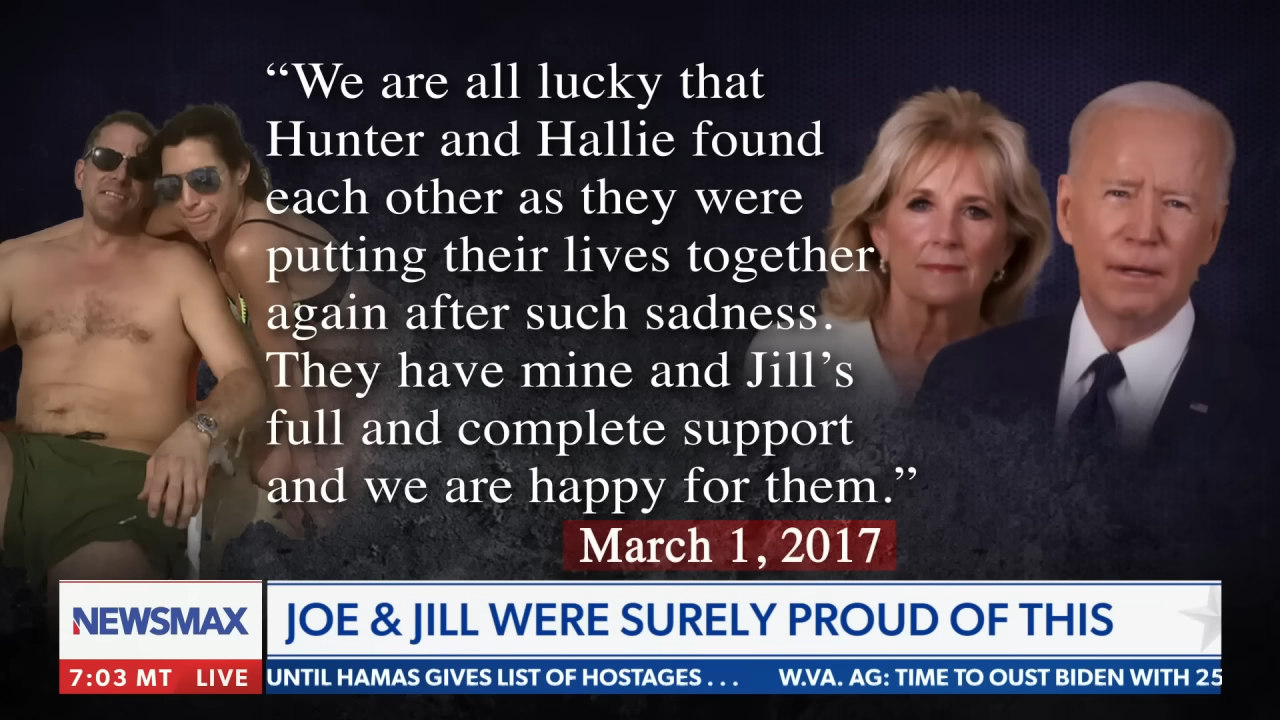 “We are all lucky that
Hunter and Hallie found
each other as they were
putting their lives together
again after such sadness.
They have mine and Jill’s
full and complete support
and we are happy for them.”
March 1, 2017
NEWSMAX
JOE & JILL WERE SURELY PROUD OF THIS
7:03 MT LIVE
UNTIL HAMAS GIVES LIST OF HOSTAGES . . . W.VA. AG: TIME TO OUST BIDEN WITH 25